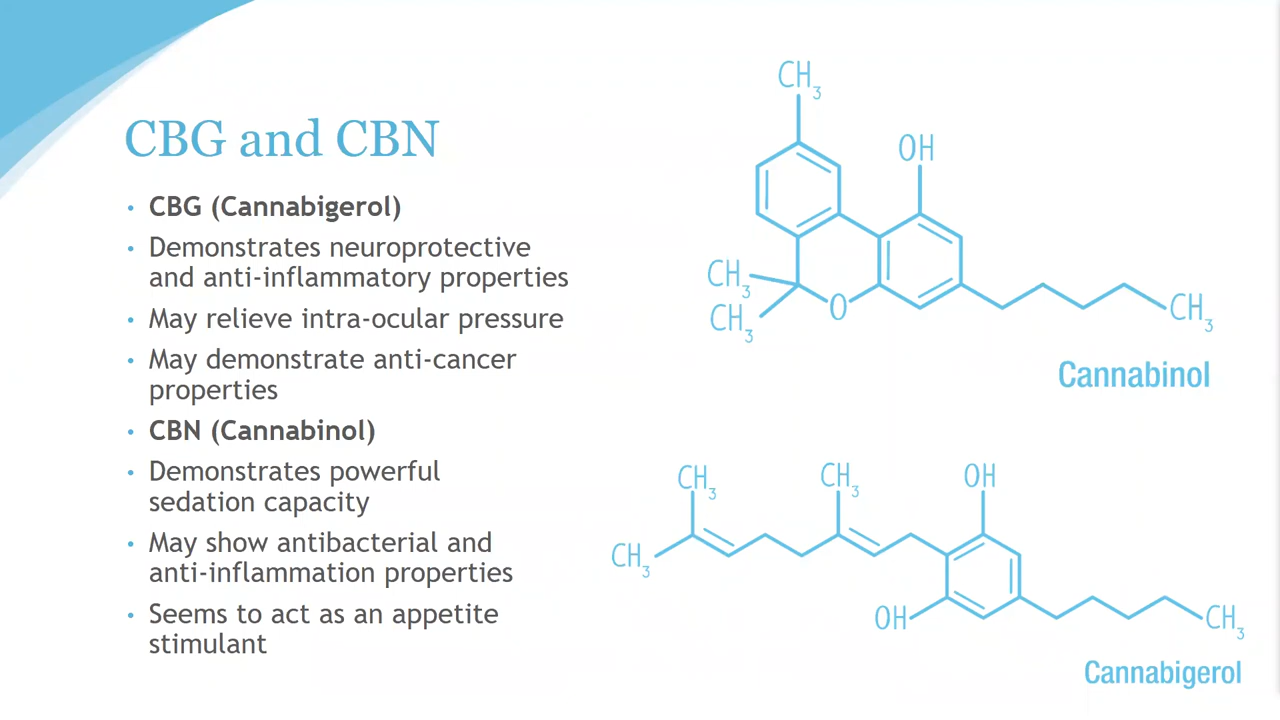 CBG and CBN
• CBG (Cannabigerol)
• Demonstrates neuroprotective
and anti-inflammatory properties
• May relieve intra-ocular pressure
• May demonstrate anti-cancer
properties
• CBN (Cannabinol)
• Demonstrates powerful
sedation capacity
• May show antibacterial and
anti-inflammation properties
• Seems to act as an appetite
stimulant
CH3
OH
CH3
CH3
O
CH3
Cannabinol
CH3
CH3
OH
CH3
OH
CH3
Cannabigerol